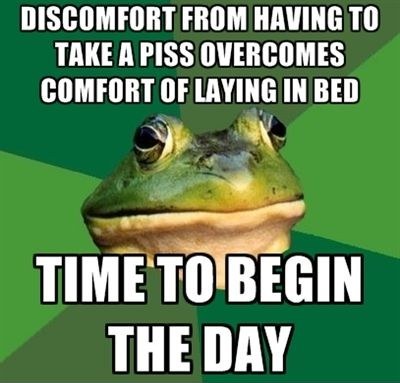 DISCOMFORT FROM HAVING TO
TAKE A PISS OVERCOMES
COMFORT OF LAYING IN BED
TIME TO BEGIN
THE DAY